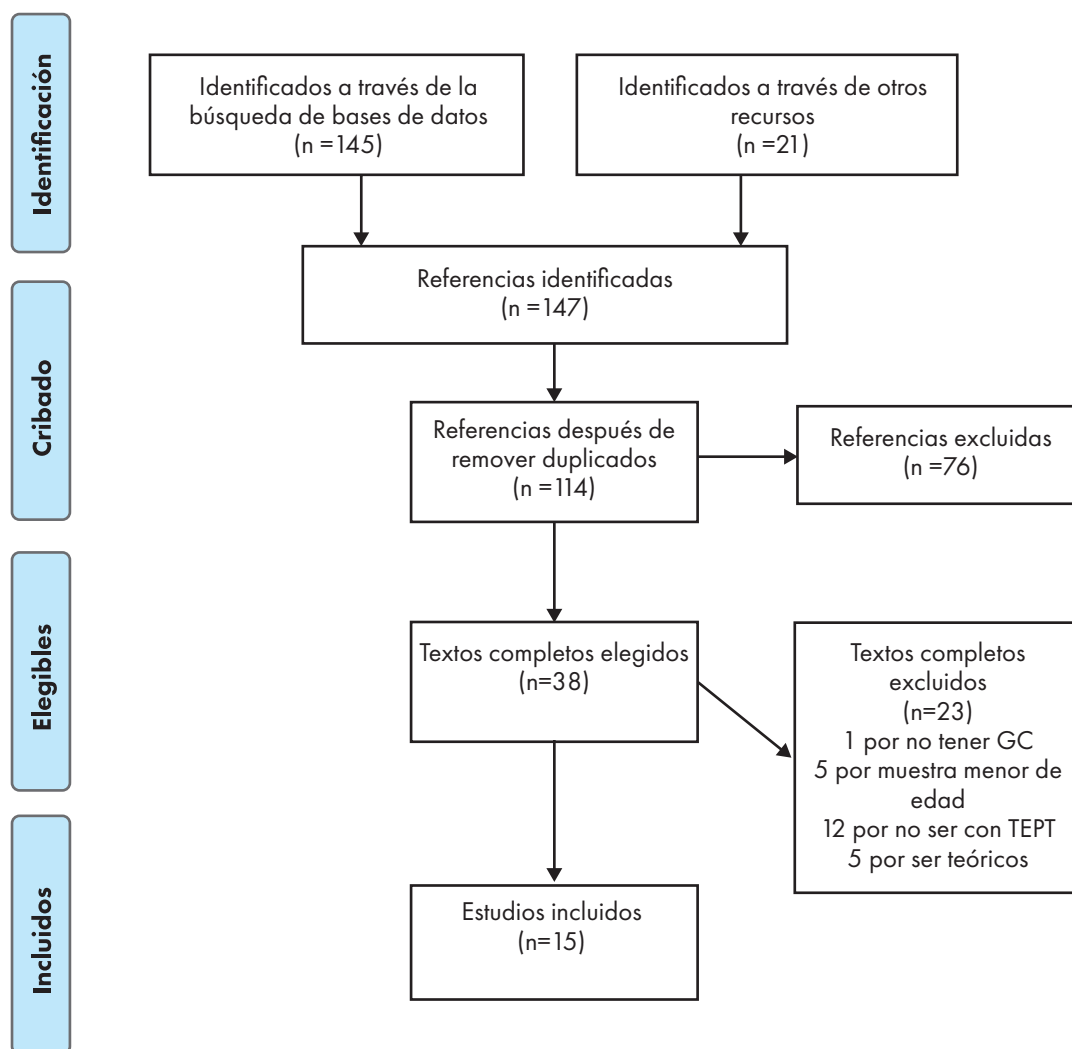 Identificación
Identificados a través de la
búsqueda de bases de datos
(n =145)
Identificados a través de otros
recursos
(n =21)
Referencias identificadas
(n =147)
Cribado
Referencias después de
remover duplicados
(n =114)
Referencias excluidas
(n =76)
Elegibles
Textos completos elegidos
(n=38)
Textos completos
excluidos
(n=23)
1 por no tener GC
5 por muestra menor de
edad
12 por no ser con TEPT
5 por ser teóricos
Incluidos
Estudios incluidos
(n=15)